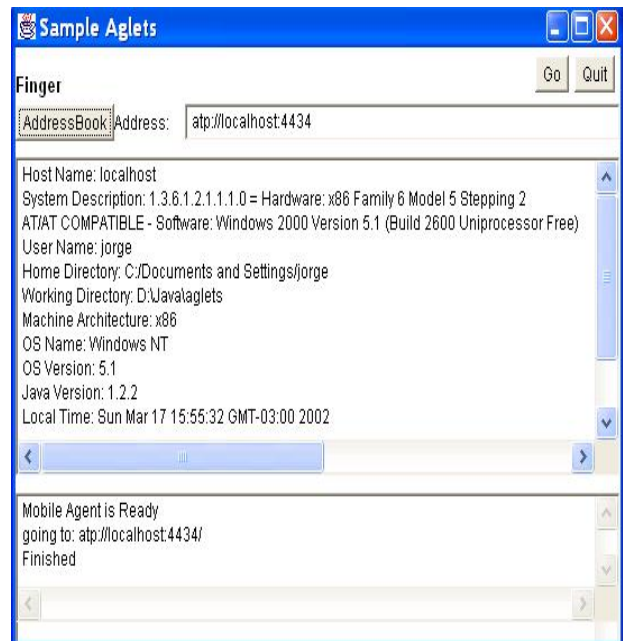 Sample Aglets
Go Quit
Finger
AddressBook Address: atp://localhost:4434
Host Name: localhost
System Description: 1.3.6.1.2.1.1.1.0 = Hardware: x86 Family 6 Model 5 Stepping 2
AT/AT COMPATIBLE - Software: Windows 2000 Version 5.1 (Build 2600 Uniprocessor Free)
User Name: jorge
Home Directory: C:/Documents and Settings/jorge
Working Directory: D:\Java\aglets
Machine Architecture: x86
OS Name: Windows NT
OS Version: 5.1
Java Version: 1.2.2
Local Time: Sun Mar 17 15:55:32 GMT-03:00 2002
Mobile Agent is Ready
going to: atp://localhost:4434/
Finished